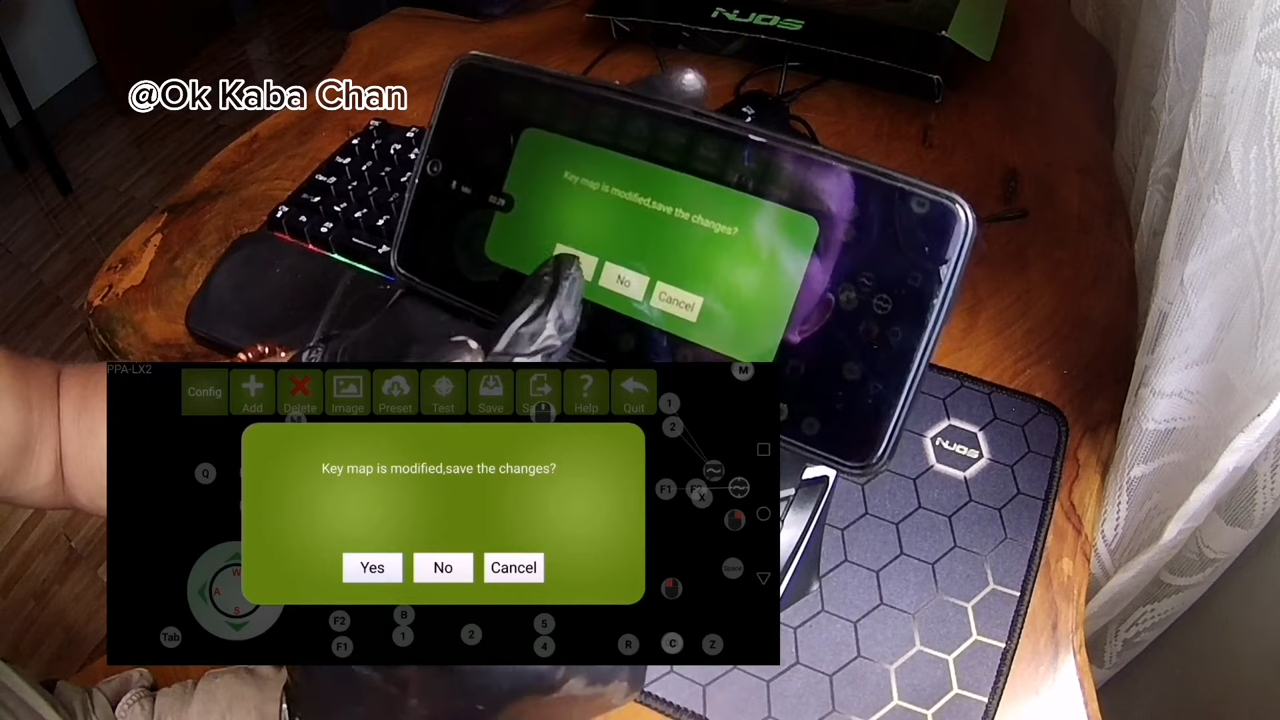 NJOS
@Ok Kaba Chan
Key map is modified,save the changes?
No
Cancel
NJOS
PPA-LX2
M
Config
Add
Delete
Image
Preset
Test
Save
Help
Quit
1
2
Key map is modified,save the changes?
Q
F1
X
Yes
No
Cancel
Space
W
A
S
Tab
F2
F1
B
1
2
5
4
R
C
Z